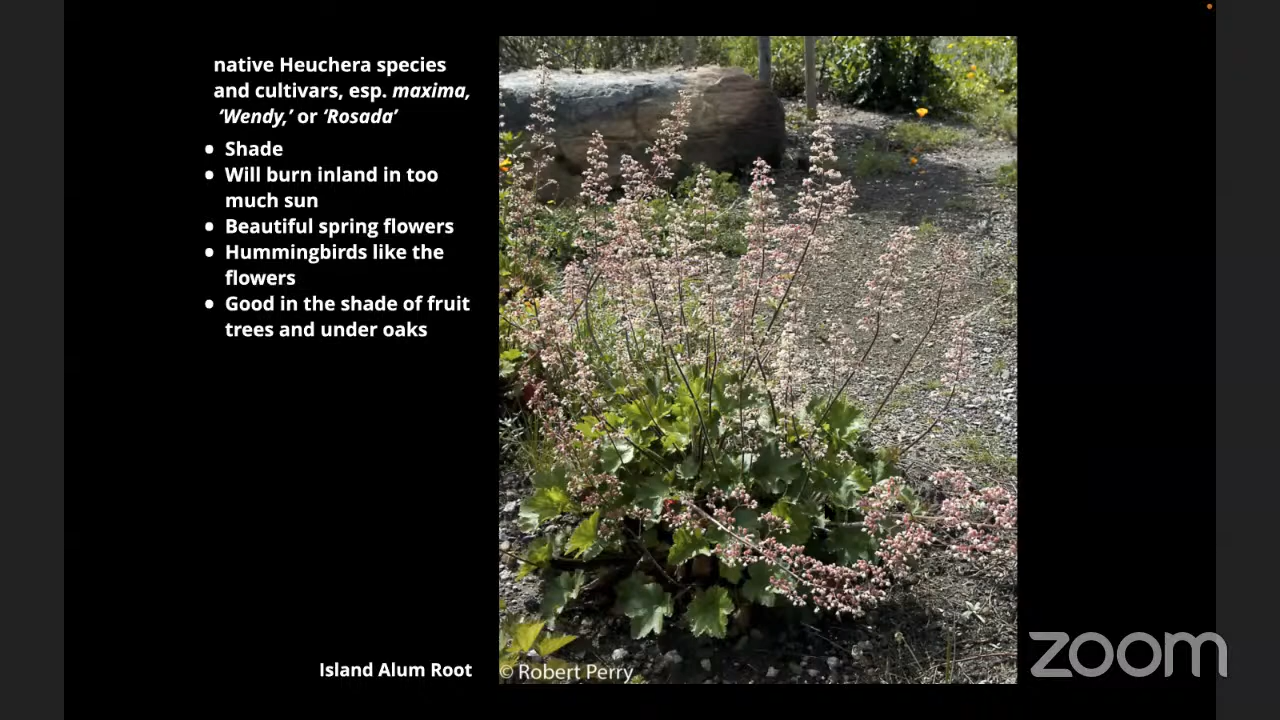 native Heuchera species
and cultivars, esp. maxima,
‘Wendy,’ or ‘Rosada’
• Shade
• Will burn inland in too
much sun
• Beautiful spring flowers
• Hummingbirds like the
flowers
• Good in the shade of fruit
trees and under oaks
Island Alum Root
© Robert Perry
zoom